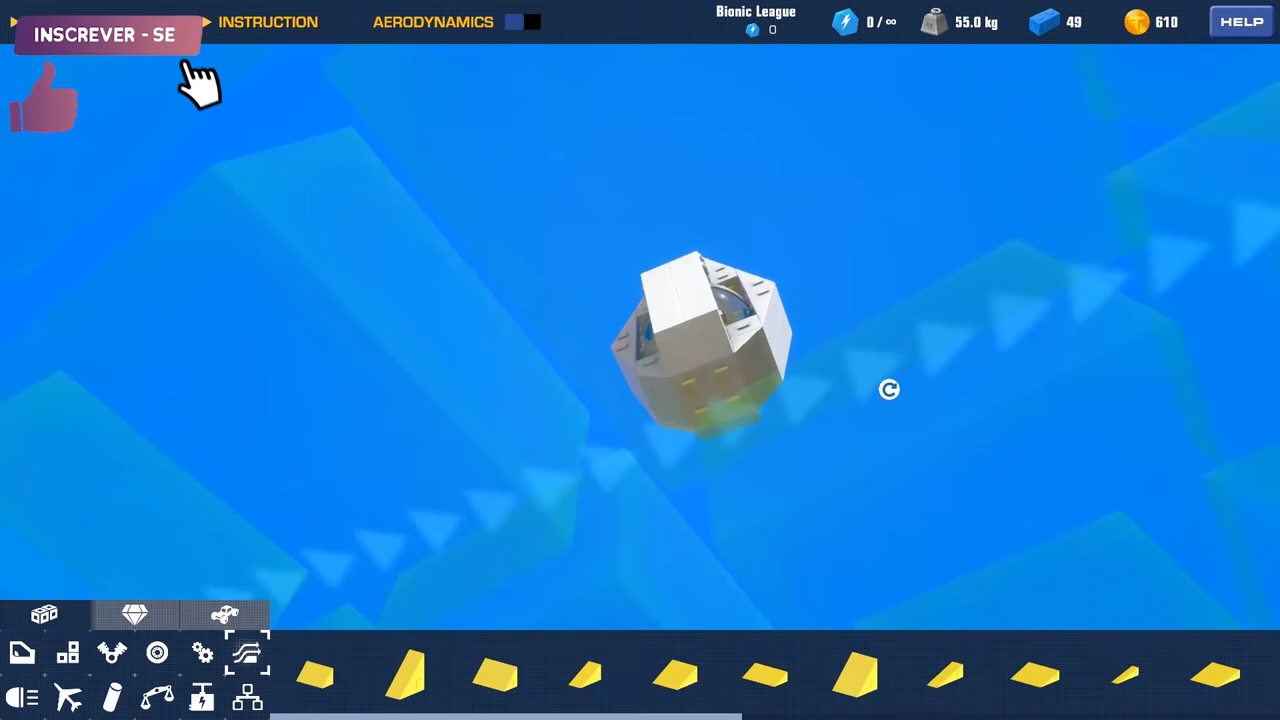 INSCREVER - SE
INSTRUCTION
AERODYNAMICS
Bionic League
0
0 / ∞
55.0 kg
49
610
HELP